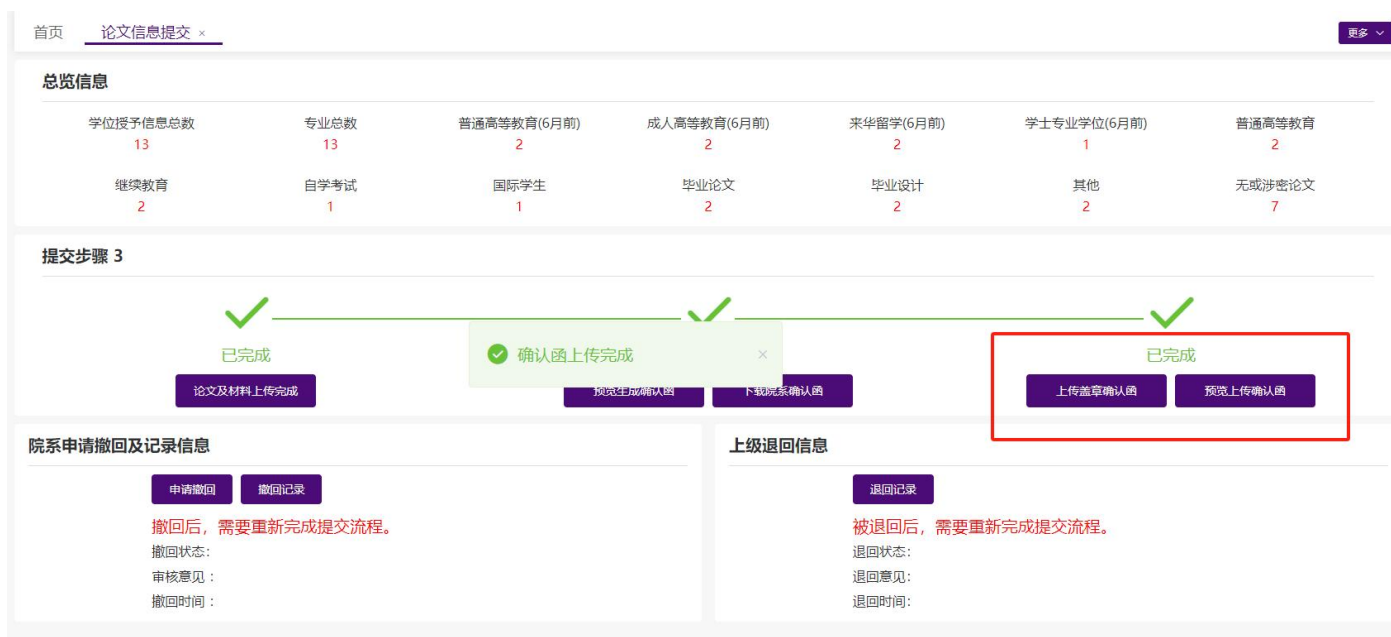 首页 论文信息提交 × 更多
总览信息
学位授予信息总数 专业总数 普通高等教育(6月前) 成人高等教育(6月前) 来华留学(6月前) 学士专业学位(6月前) 普通高等教育
13 13 2 2 2 1 2
继续教育 自学考试 国际学生 毕业论文 毕业设计 其他 无或涉密论文
2 1 1 2 2 2 7
提交步骤 3
已完成 确认函上传完成 × 已完成
论文及材料上传完成 预览生成确认函 下载院系确认函 上传盖章确认函 预览上传确认函
院系申请撤回及记录信息 上级退回信息
申请撤回 撤回记录 退回记录
撤回后，需要重新完成提交流程。 被退回后，需要重新完成提交流程。
撤回状态: 退回状态:
审核意见 : 退回意见:
撤回时间 : 退回时间: